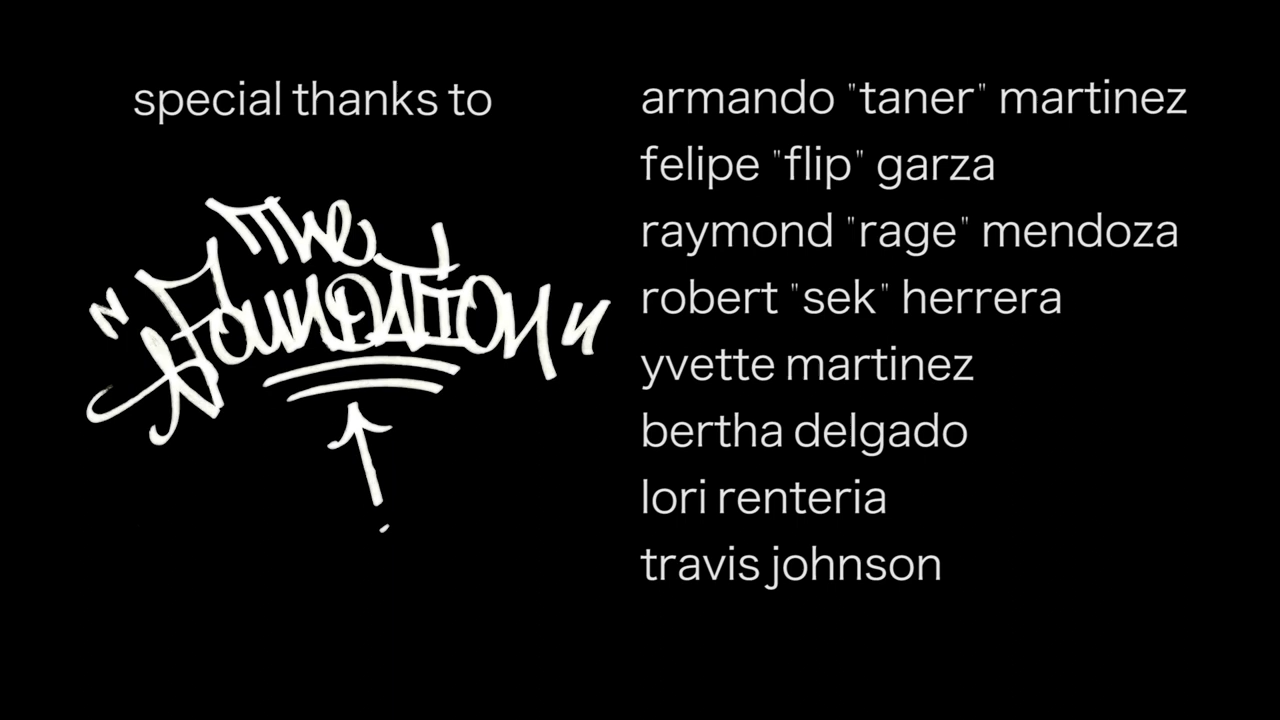 special thanks to
"The
Foundation"
armando "taner" martinez
felipe "flip" garza
raymond "rage" mendoza
robert "sek" herrera
yvette martinez
bertha delgado
lori renteria
travis johnson